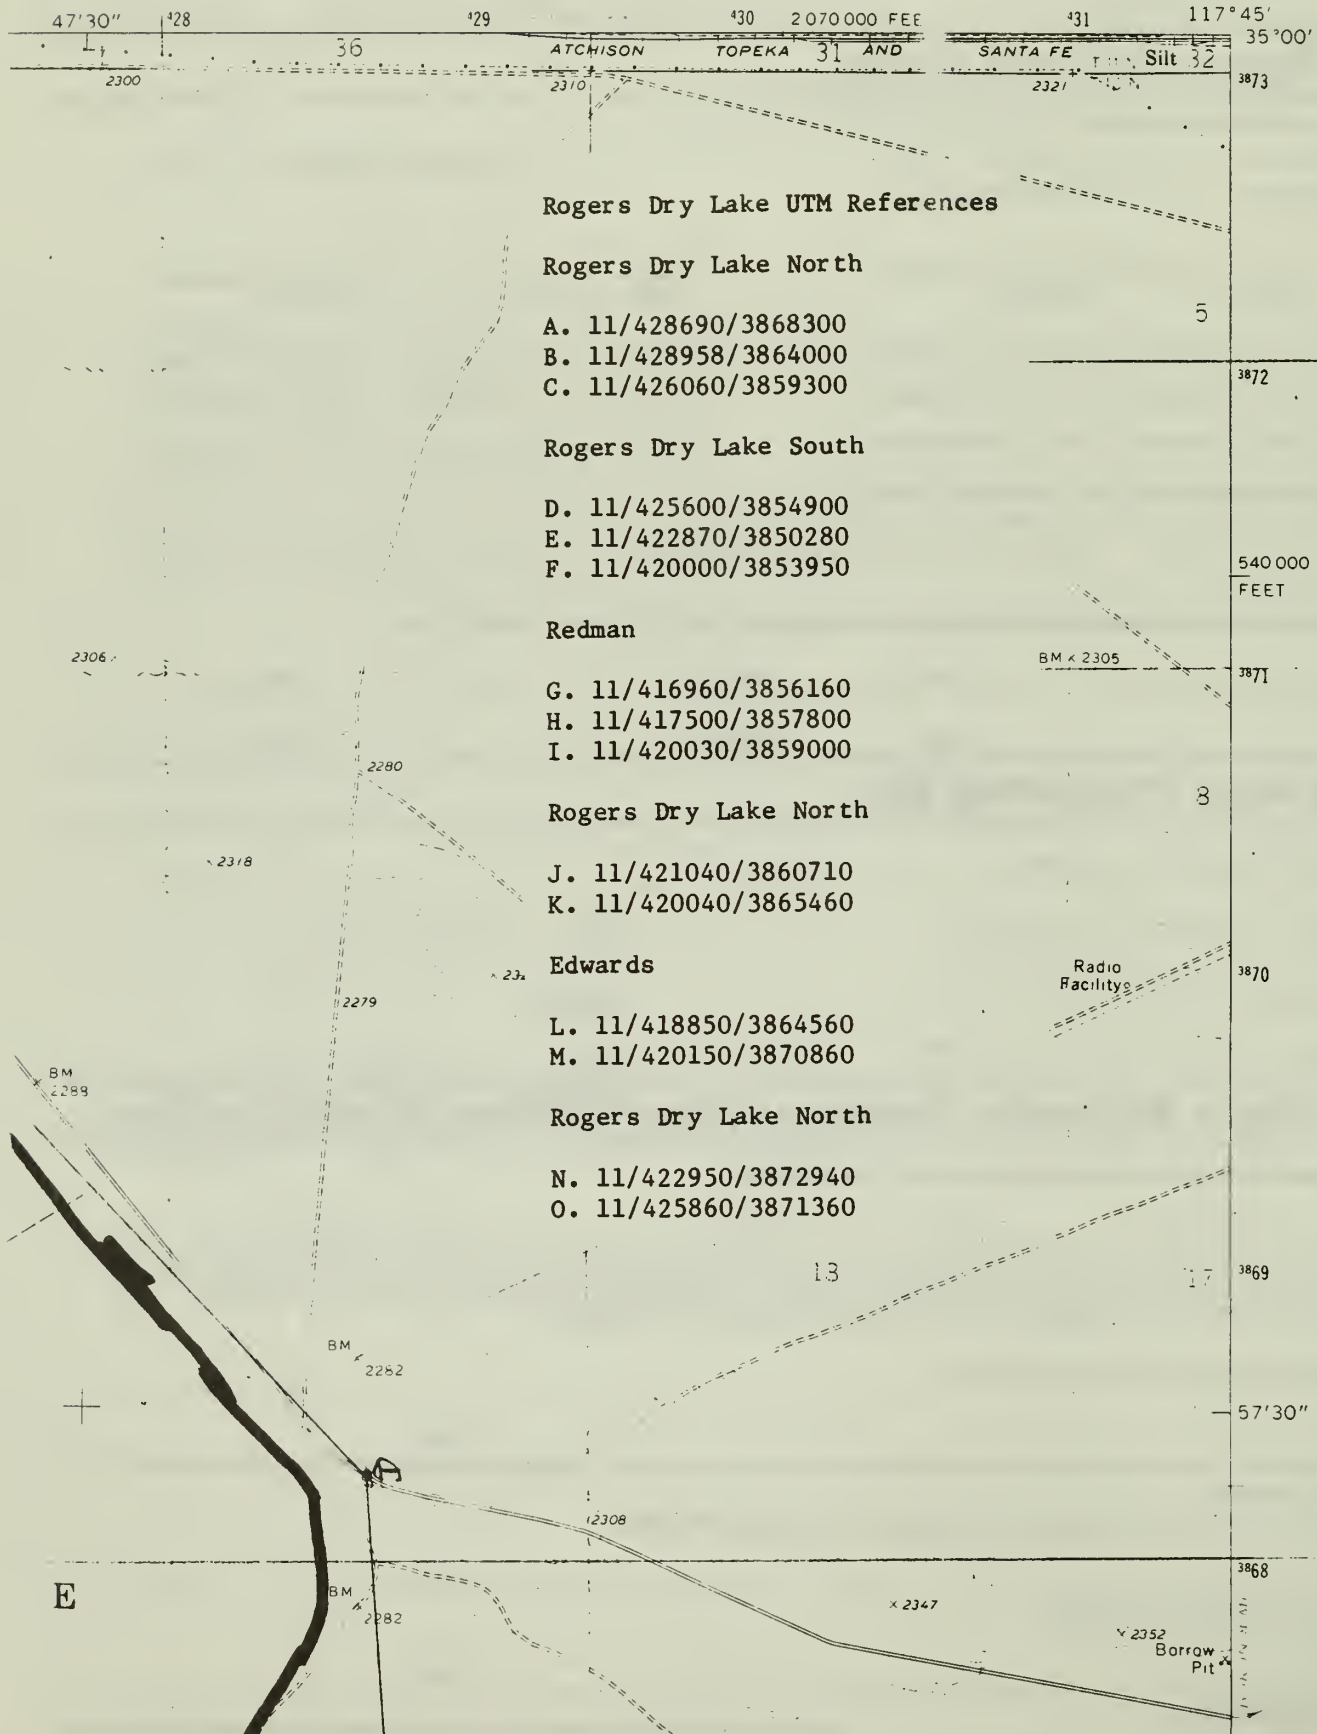 47'30" 428 429 430 2 070 000 FEE 431 117°45'
35°00'
36 ATCHISON TOPEKA 31 AND SANTA FE Silt 32
2300 2310 2321 3873
Rogers Dry Lake UTM References
Rogers Dry Lake North
5
A. 11/428690/3868300
B. 11/428958/3864000
3872
C. 11/426060/3859300
Rogers Dry Lake South
D. 11/425600/3854900
E. 11/422870/3850280
F. 11/420000/3853950
540 000
FEET
Redman
2306
BM × 2305
3871
G. 11/416960/3856160
H. 11/417500/3857800
I. 11/420030/3859000
2280
8
Rogers Dry Lake North
×2318
J. 11/421040/3860710
K. 11/420040/3865460
Edwards
Radio
Facility
3870
2279
L. 11/418850/3864560
M. 11/420150/3870860
BM
2288
Rogers Dry Lake North
N. 11/422950/3872940
O. 11/425860/3871360
13
17
3869
BM
2282
57'30"
A
2308
3868
E
BM
2282
×2347
×2352
Borrow
Pit